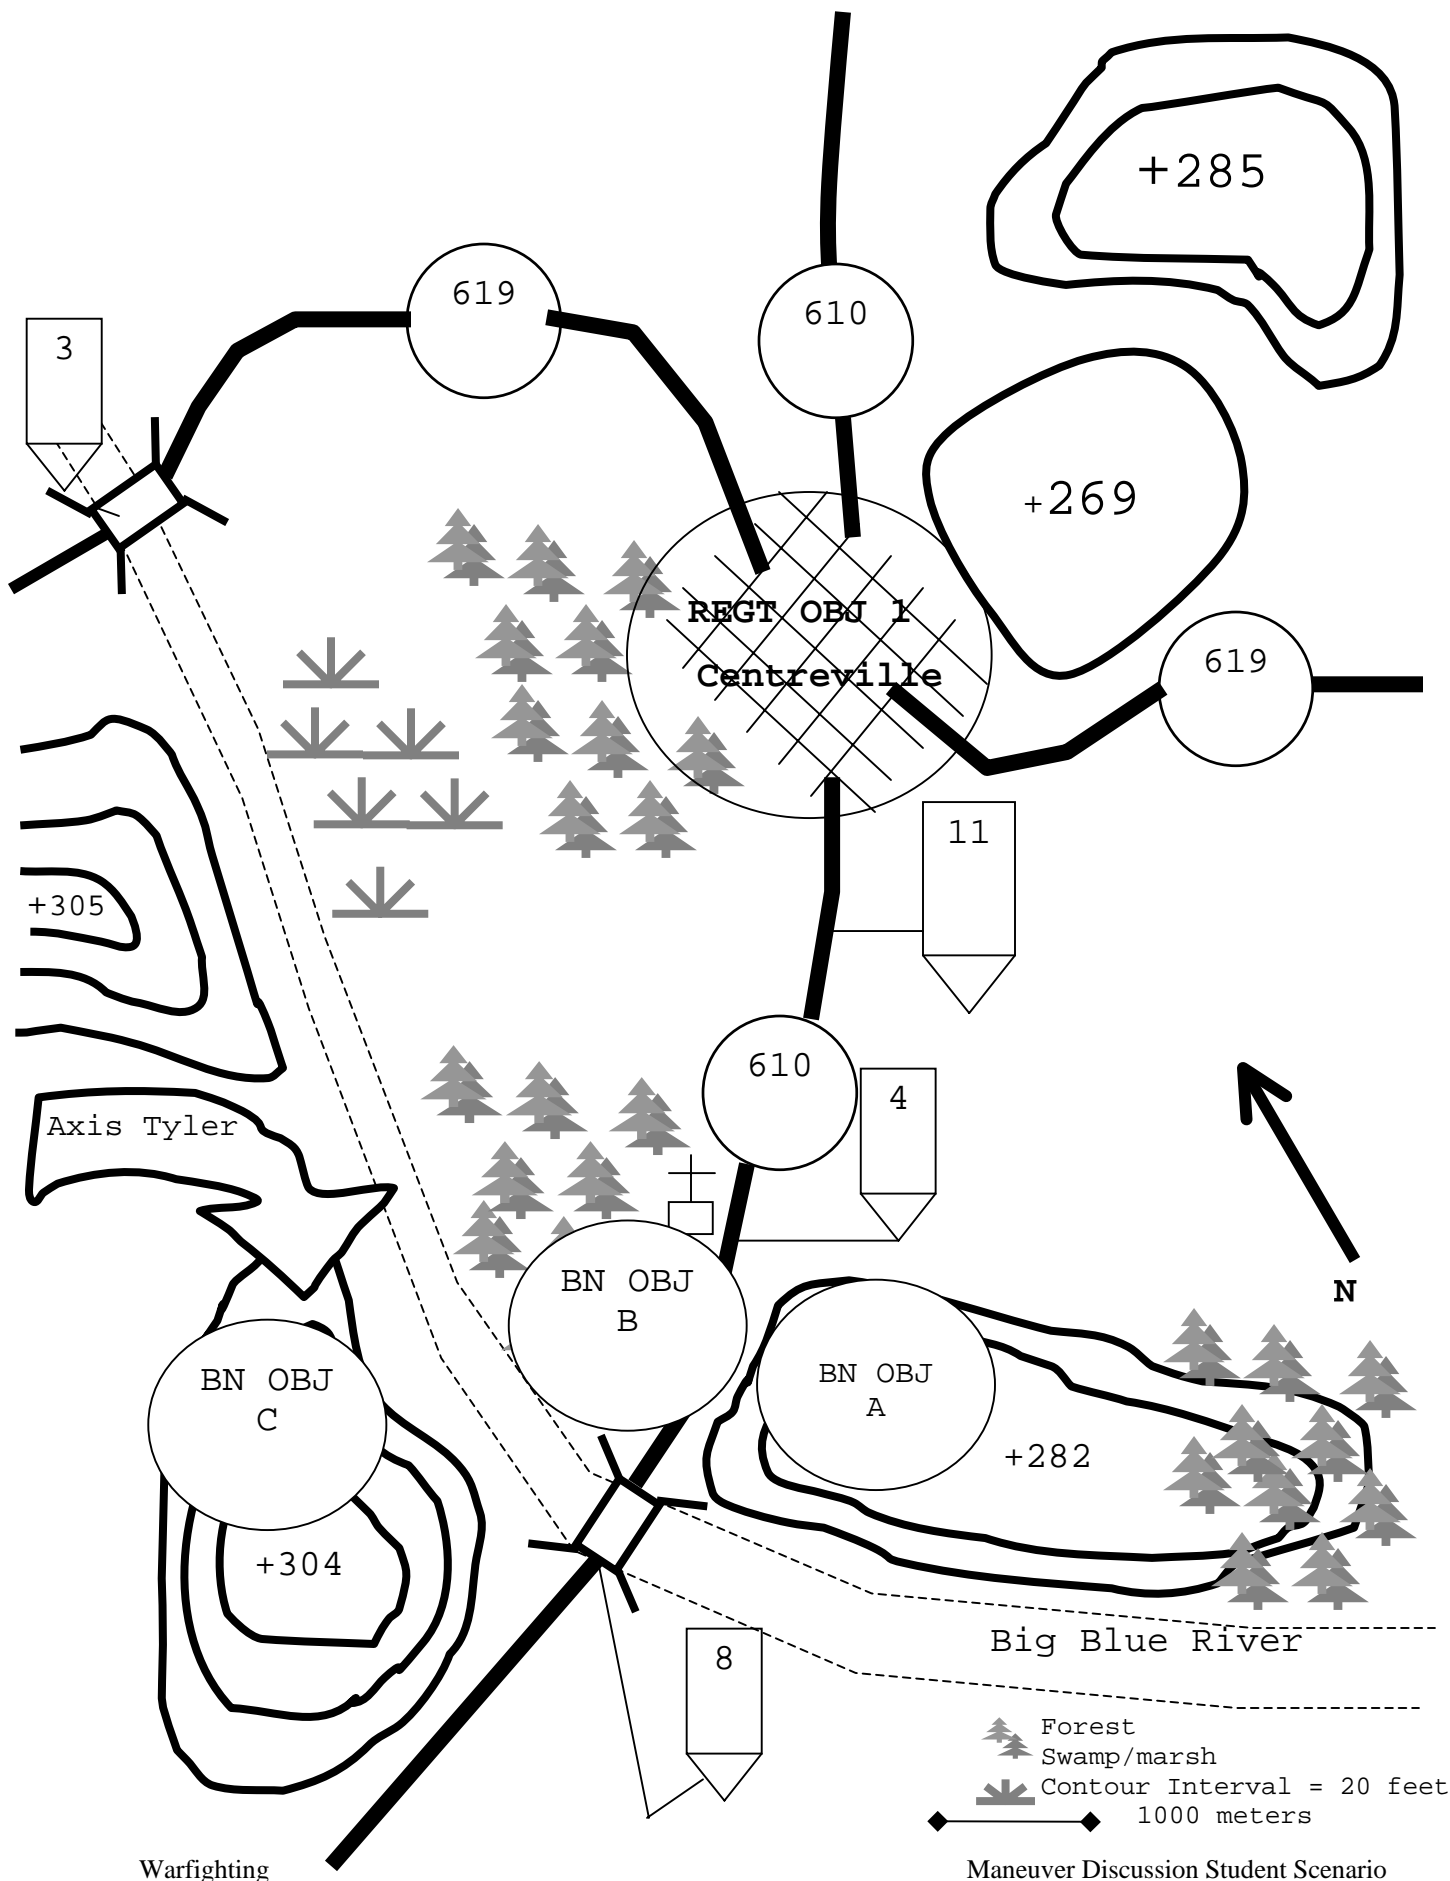 +285
619
610
3
+269
REGT OBJ 1
Centreville
619
11
+305
610
4
Axis Tyler
BN OBJ
B
N
BN OBJ
C
BN OBJ
A
+282
+304
Big Blue River
8
Forest
Swamp/marsh
Contour Interval = 20 feet
1000 meters
Warfighting
Maneuver Discussion Student Scenario